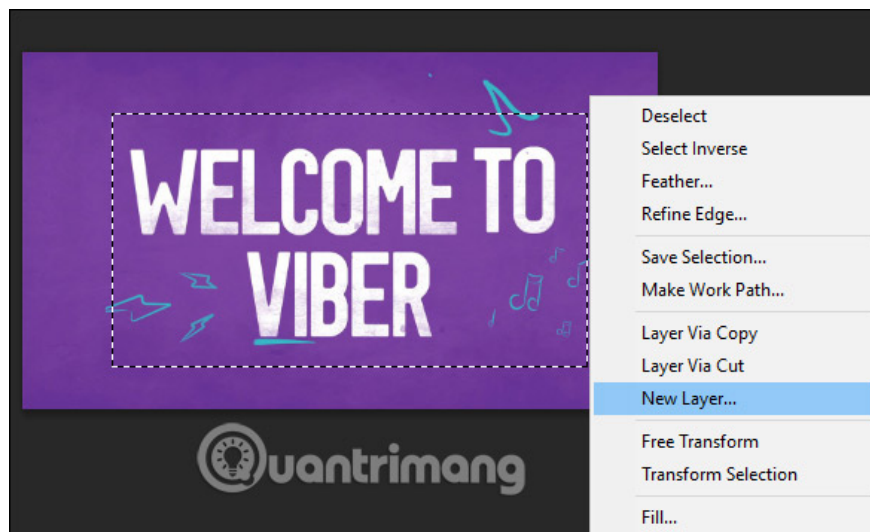 WELCOME TO
VIBER
Deselect
Select Inverse
Feather...
Refine Edge...
Save Selection...
Make Work Path...
Layer Via Copy
Layer Via Cut
New Layer...
Free Transform
Transform Selection
Fill...
Quantrimang